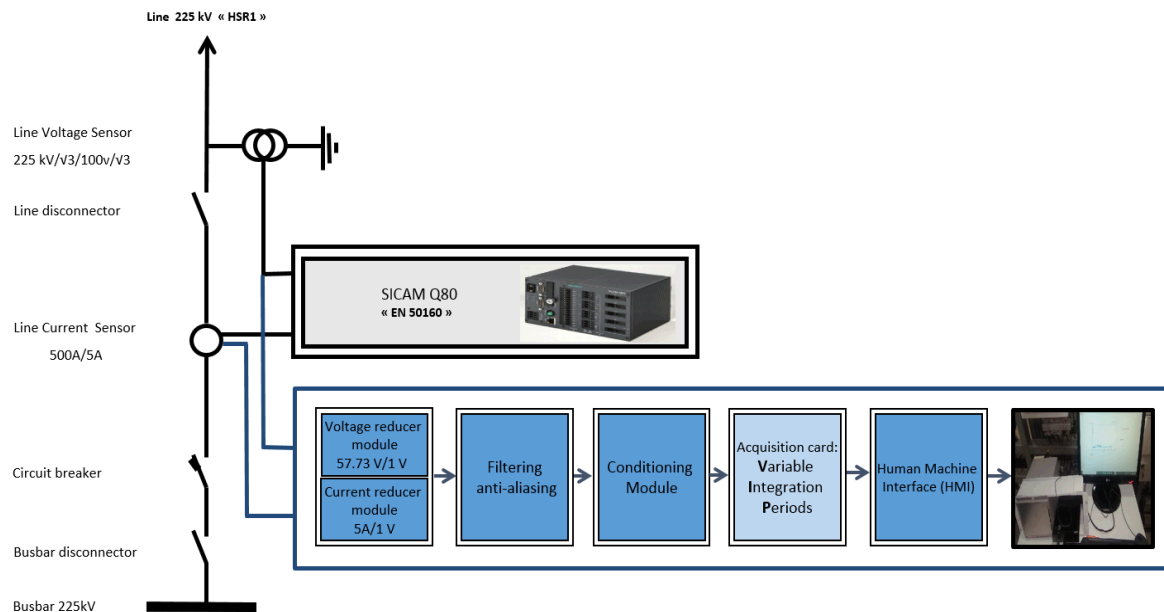 Line 225 kV « HSR1 »
Line Voltage Sensor
225 kV/√3/100v/√3
Line disconnector
SICAM Q80
« EN 50160 »
Line Current Sensor
500A/5A
Voltage reducer
module
57.73 V/1 V
Current reducer
module
5A/1 V
Filtering
anti-aliasing
Conditioning
Module
Acquisition card:
Variable
Integration
Periods
Human Machine
Interface (HMI)
Circuit breaker
Busbar disconnector
Busbar 225kV